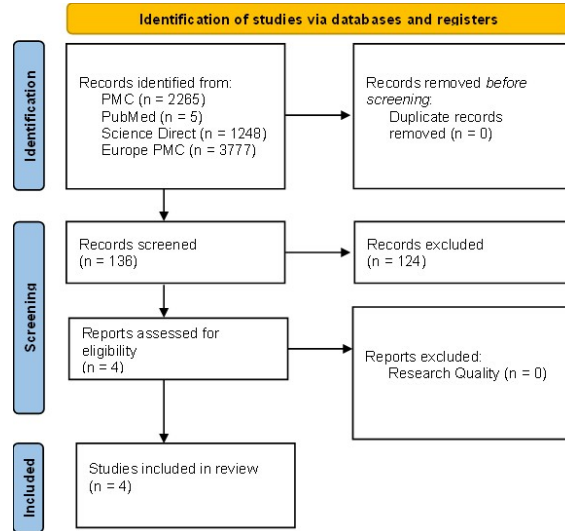 Identification of studies via databases and registers
Identification
Records identified from:
PMC (n = 2265)
PubMed (n = 5)
Science Direct (n = 1248)
Europe PMC (n = 3777)
Records removed before
screening:
Duplicate records
removed (n = 0)
Screening
Records screened
(n = 136)
Records excluded
(n = 124)
Reports assessed for
eligibility
(n = 4)
Reports excluded:
Research Quality (n = 0)
Included
Studies included in review
(n = 4)